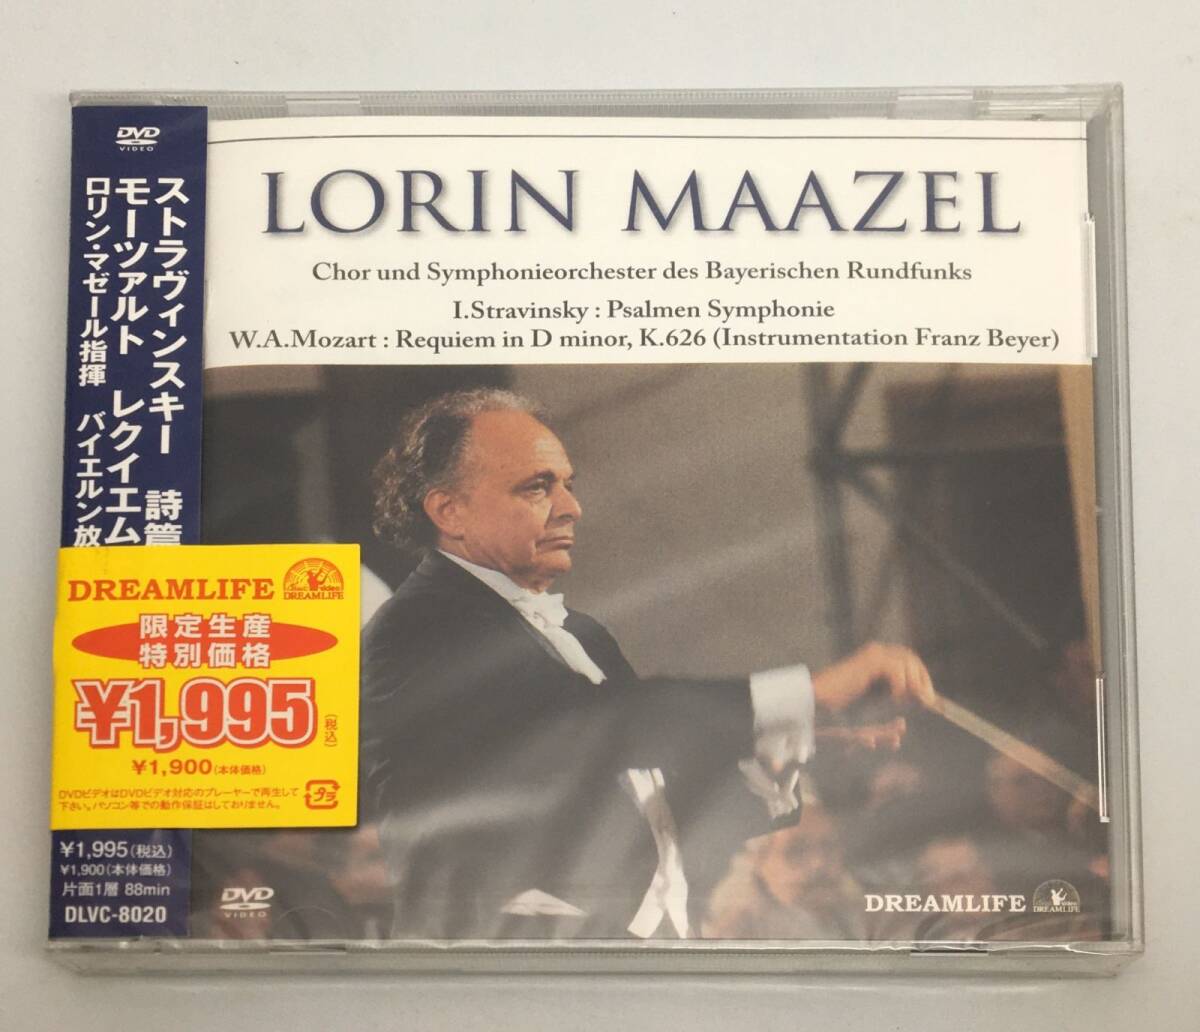 DVD
VIDEO
ストラヴィンスキー 詩篇
モーツァルト レクイエム
ロリン・マゼール指揮 バイエルン放
LORIN MAAZEL
Chor und Symphonieorchester des Bayerischen Rundfunks
I.Stravinsky : Psalmen Symphonie
W.A.Mozart : Requiem in D minor, K.626 (Instrumentation Franz Beyer)
DREAMLIFE
DREAMLIFE
限定生産
特別価格
¥1,995
(税込)
¥1,900(本体価格)
DVDビデオはDVDビデオ対応のプレーヤーで再生して
下さい。パソコン等での動作保証はしておりません。
プラ
¥1,995(税込)
¥1,900(本体価格)
片面1層 88min
DLVC-8020
DVD
VIDEO
DREAMLIFE
DREAMLIFE